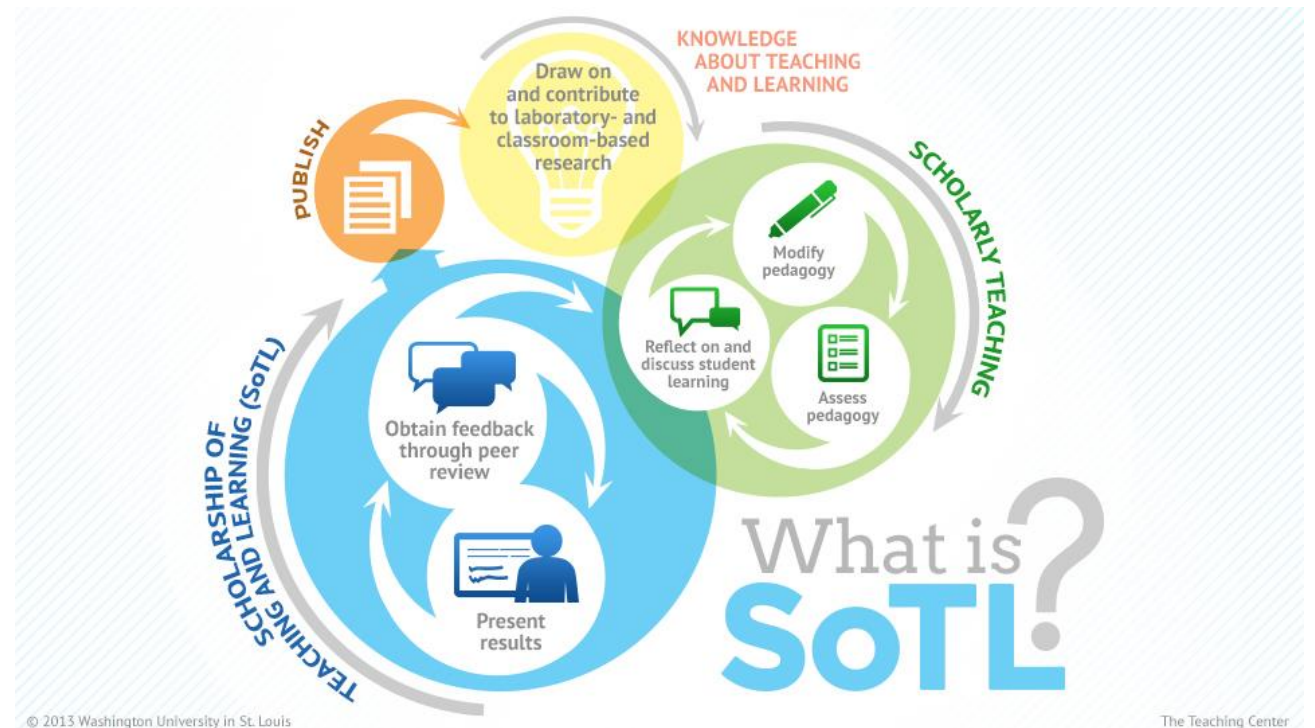 KNOWLEDGE
ABOUT TEACHING
AND LEARNING
Draw on
and contribute
to laboratory- and
classroom-based
research
PUBLISH
SCHOLARLY TEACHING
Modify
pedagogy
Reflect on and
discuss student
learning
Assess
pedagogy
SCHOLARSHIP OF
TEACHING AND LEARNING (SoTL)
Obtain feedback
through peer
review
Present
results
What is
SoTL?
© 2013 Washington University in St. Louis
The Teaching Center